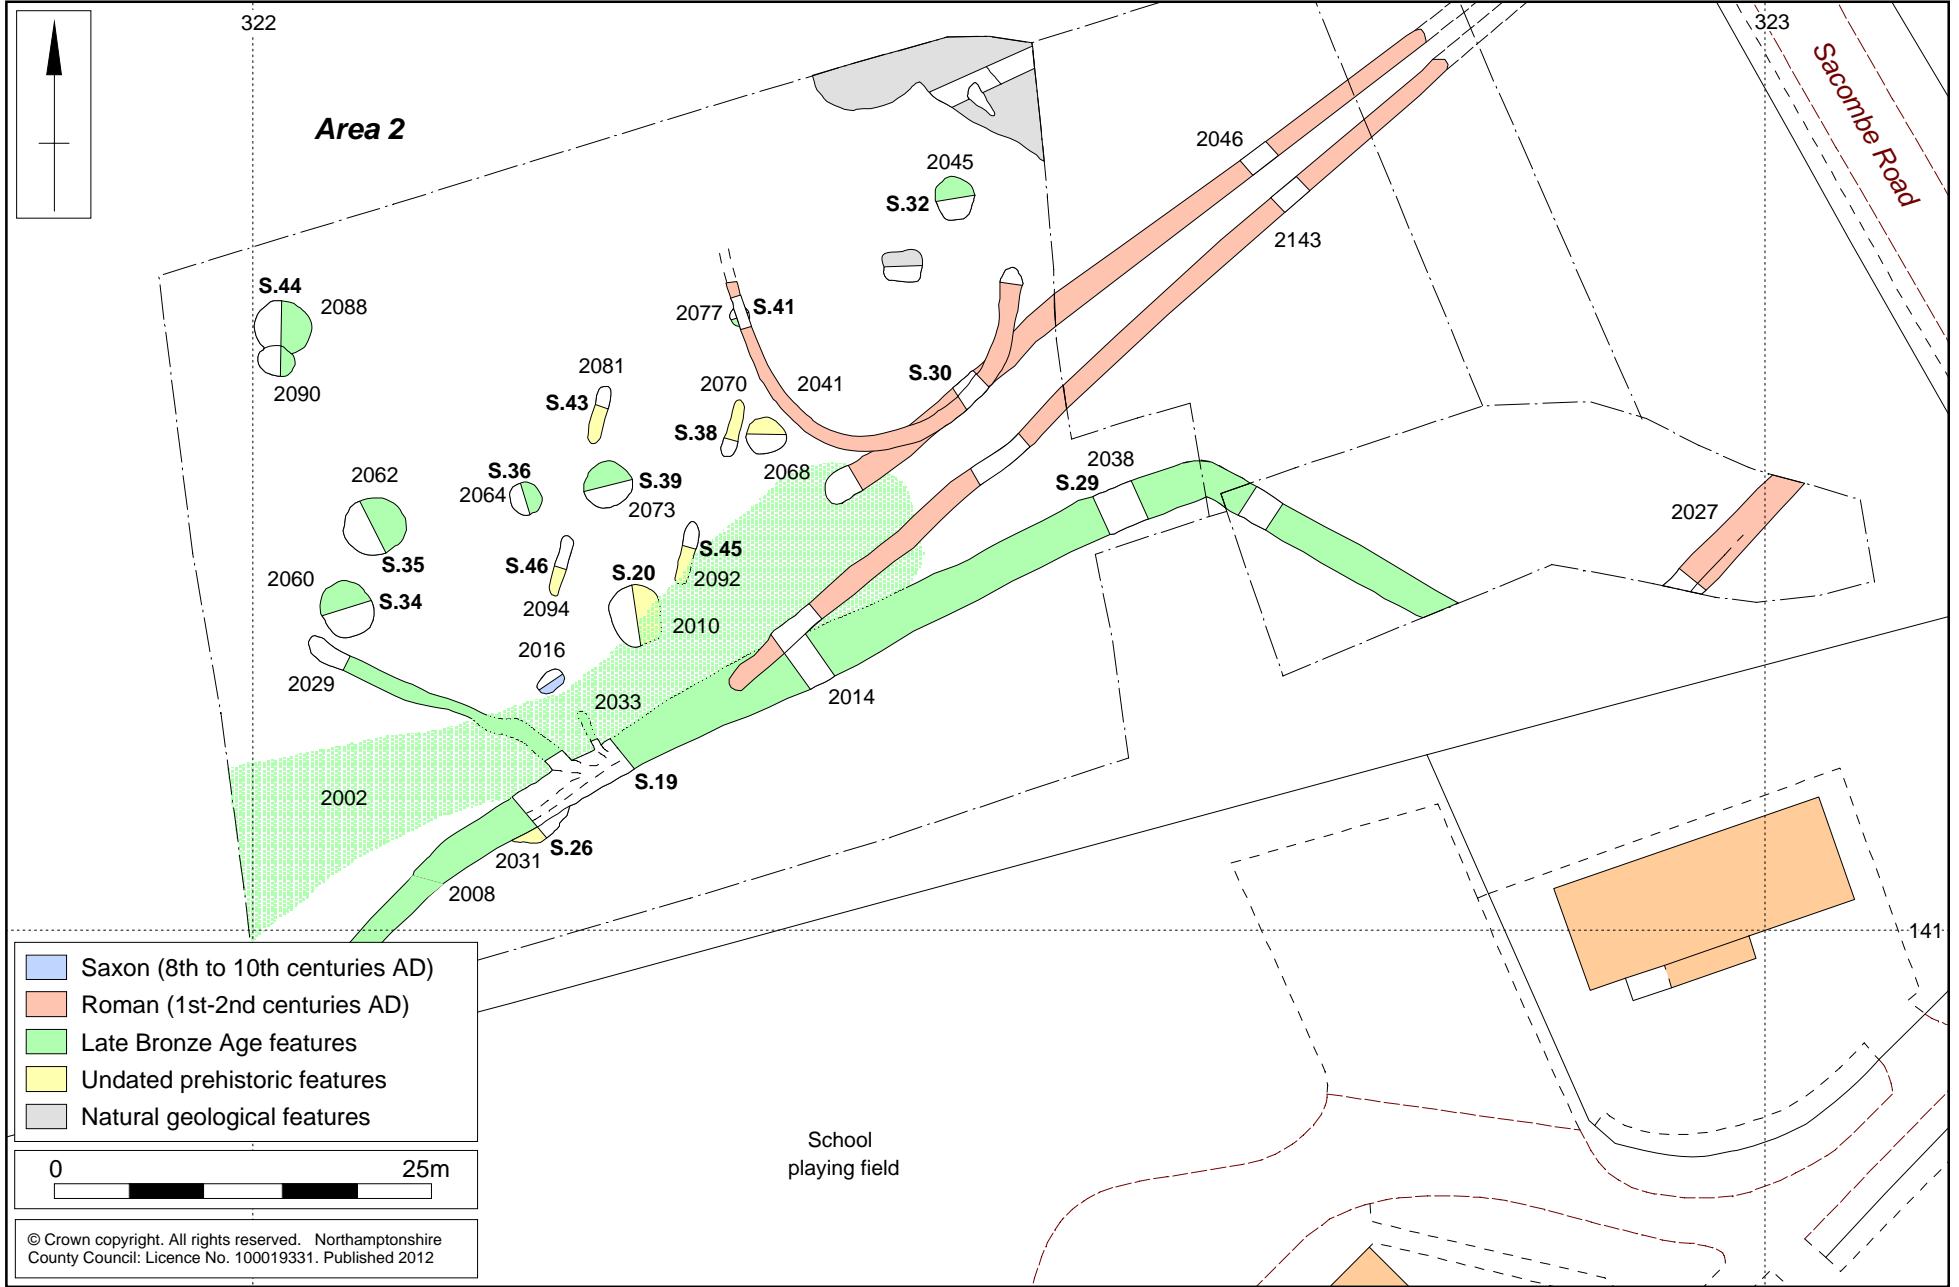 322
323
Sacombe Road
Area 2
2046
2045
S.32
2143
S.44
2088
2077
S.41
2081
2070
2041
S.30
2090
S.43
S.38
2068
2038
S.29
2062
S.36
2064
S.39
2073
2027
S.35
S.46
S.45
2060
S.34
S.20
2092
2094
2010
2016
2029
2033
2014
2002
S.19
2031
S.26
2008
141
Saxon (8th to 10th centuries AD)
Roman (1st-2nd centuries AD)
Late Bronze Age features
Undated prehistoric features
Natural geological features
0 25m
School
playing field
© Crown copyright. All rights reserved. Northamptonshire
County Council: Licence No. 100019331. Published 2012